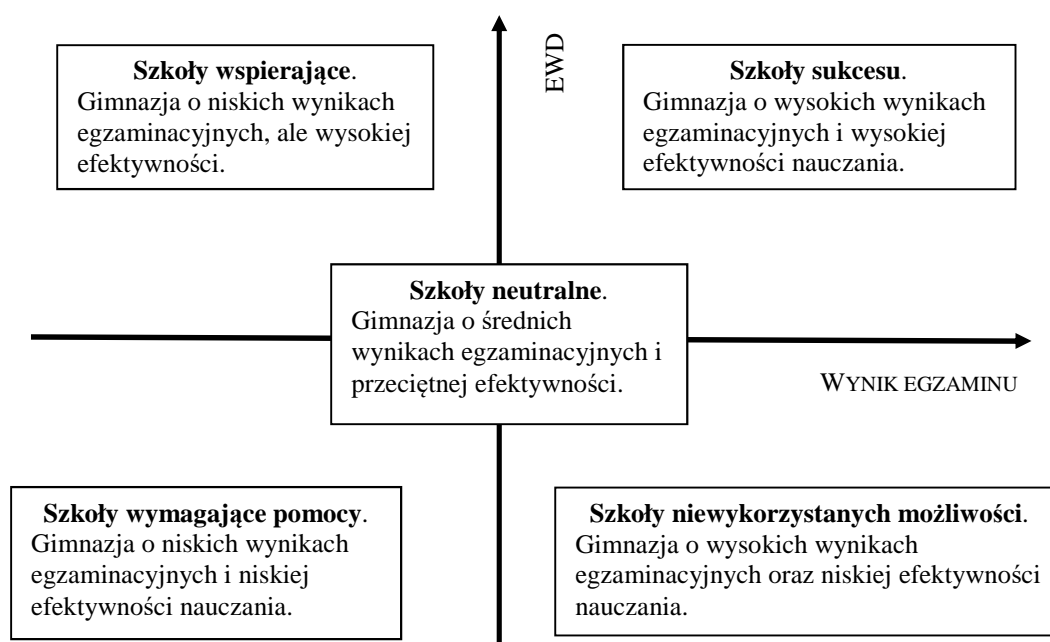 EWD
Szkoły wspierające.
Gimnazja o niskich wynikach
egzaminacyjnych, ale wysokiej
efektywności.
Szkoły sukcesu.
Gimnazja o wysokich wynikach
egzaminacyjnych i wysokiej
efektywności nauczania.
Szkoły neutralne.
Gimnazja o średnich
wynikach egzaminacyjnych i
przeciętnej efektywności.
WYNIK EGZAMINU
Szkoły wymagające pomocy.
Gimnazja o niskich wynikach
egzaminacyjnych i niskiej
efektywności nauczania.
Szkoły niewykorzystanych możliwości.
Gimnazja o wysokich wynikach
egzaminacyjnych oraz niskiej efektywności
nauczania.